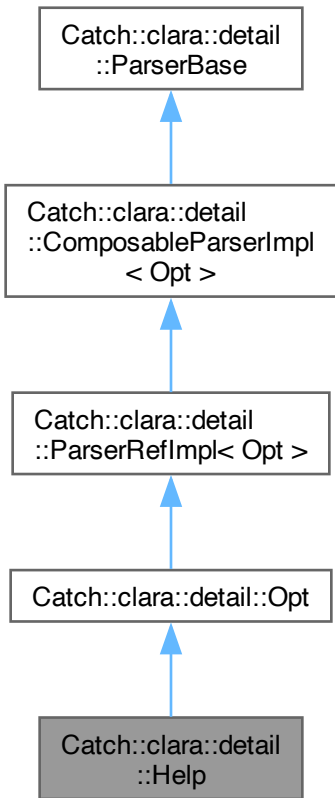 Catch::clara::detail
::ParserBase
Catch::clara::detail
::ComposableParserImpl
< Opt >
Catch::clara::detail
::ParserRefImpl< Opt >
Catch::clara::detail::Opt
Catch::clara::detail
::Help